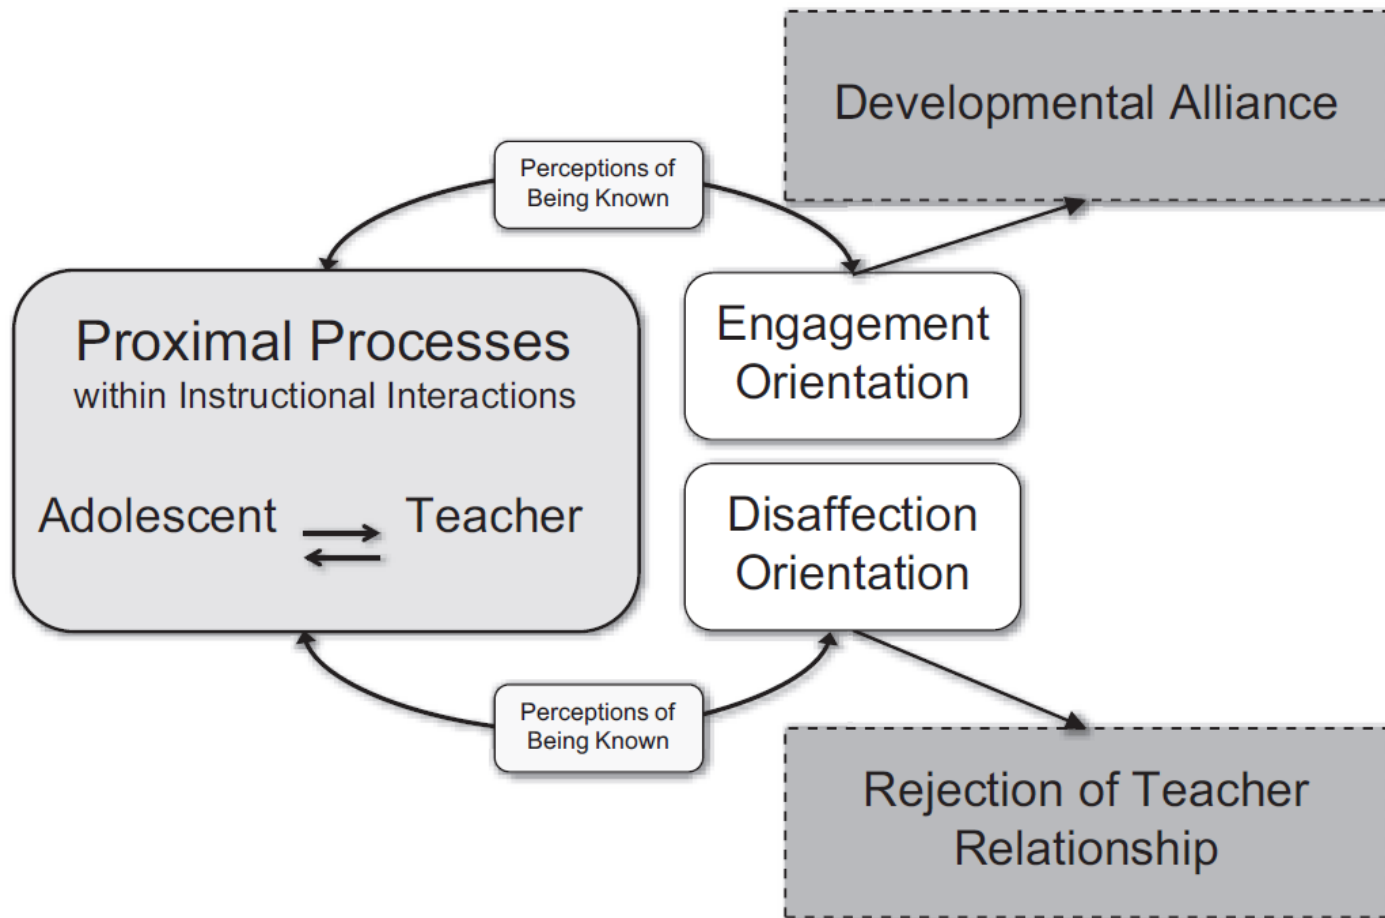 Developmental Alliance
Perceptions of
Being Known
Proximal Processes
within Instructional Interactions
Adolescent Teacher
Engagement
Orientation
Disaffection
Orientation
Perceptions of
Being Known
Rejection of Teacher
Relationship